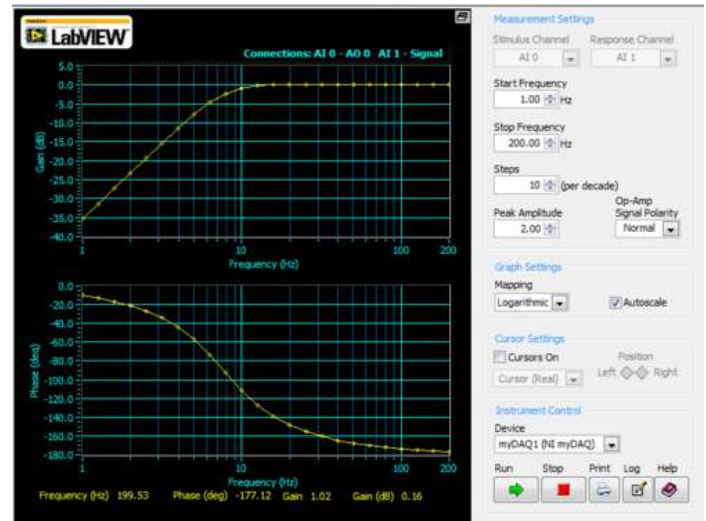 LabVIEW
Connections: AI 0 - AO 0 AI 1 - Signal
Gain (dB)
5.0
0.0
-5.0
-10.0
-15.0
-20.0
-25.0
-30.0
-35.0
-40.0
1 10 100 200
Frequency (Hz)
Phase (deg)
0.0
-20.0
-40.0
-60.0
-80.0
-100.0
-120.0
-140.0
-160.0
-180.0
1 10 100 200
Frequency (Hz)
Frequency (Hz) 199.53 Phase (deg) -177.12 Gain 1.02 Gain (dB) 0.16
Measurement Settings
Stimulus Channel Response Channel
AI 0 AI 1
Start Frequency
1.00 Hz
Stop Frequency
200.00 Hz
Steps
10 (per decade)
Op-Amp
Peak Amplitude Signal Polarity
2.00 Normal
Graph Settings
Mapping
Logarithmic Autoscale
Cursor Settings
Cursors On Position
Cursor (Real) Left Right
Instrument Control
Device
myDAQ1 (NI myDAQ)
Run Stop Print Log Help